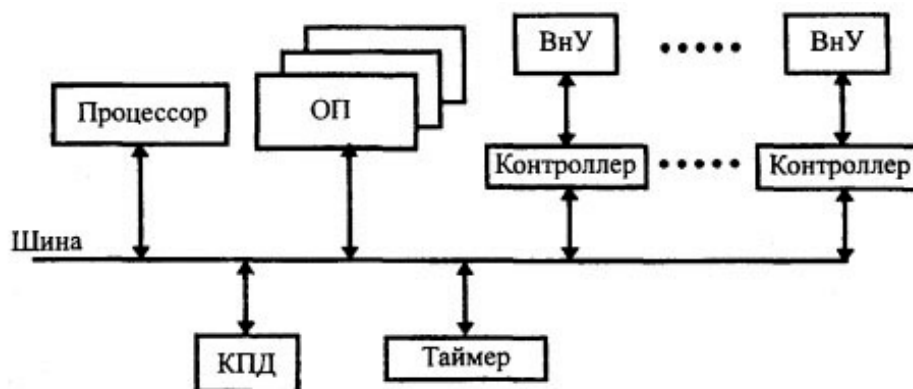 ВнУ
ВнУ
Процессор
ОП
Контроллер
Контроллер
Шина
КПД
Таймер